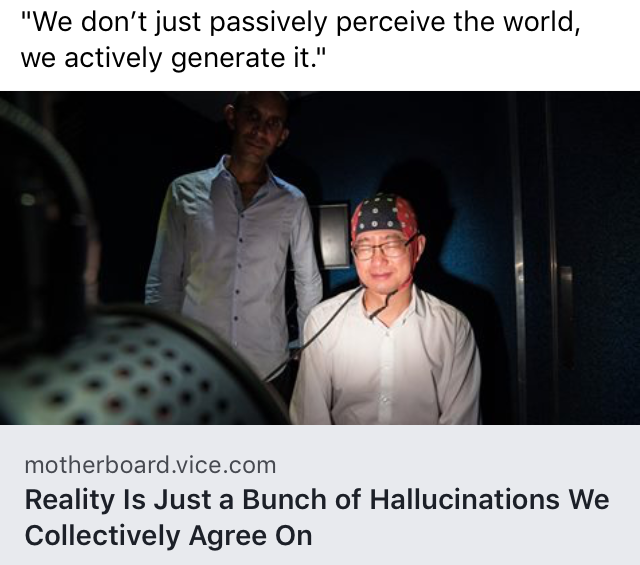 "We don’t just passively perceive the world,
we actively generate it."
motherboard.vice.com
Reality Is Just a Bunch of Hallucinations We
Collectively Agree On